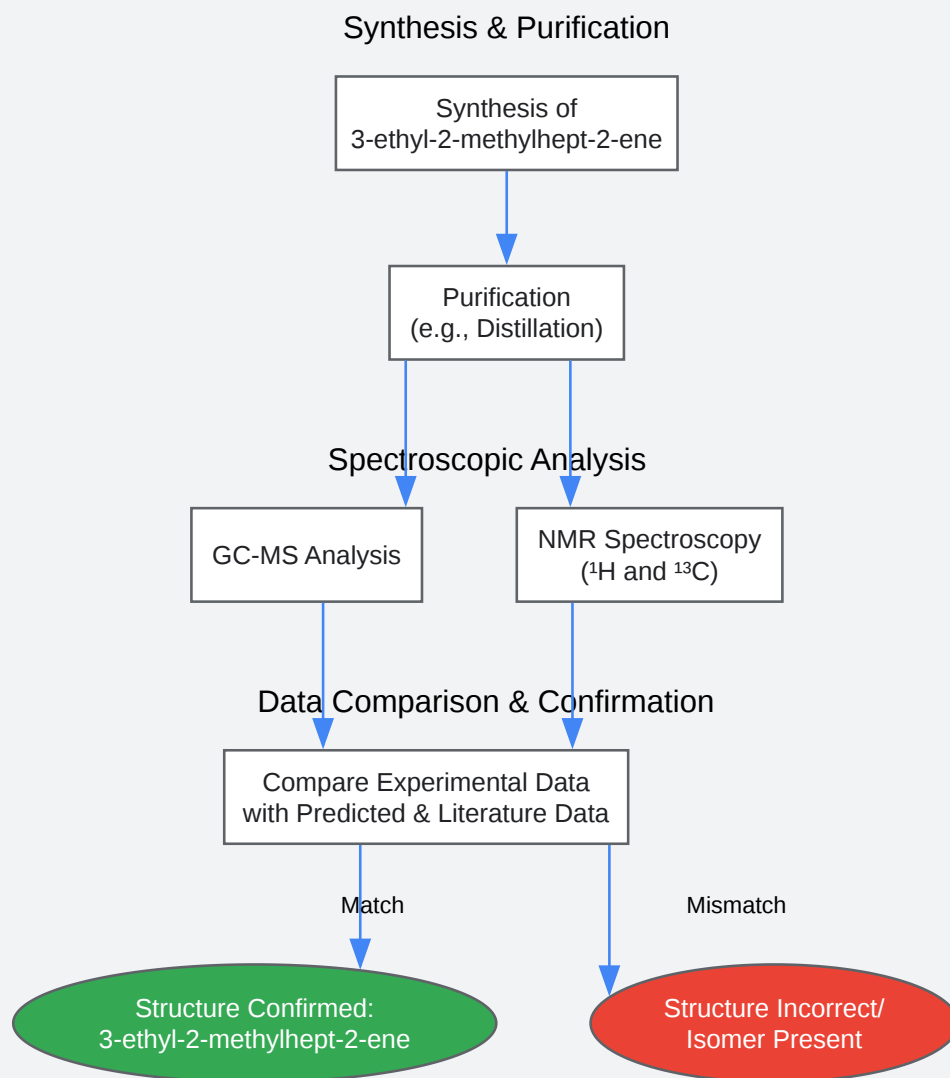 Synthesis & Purification
Synthesis of
3-ethyl-2-methylhept-2-ene
Purification
(e.g., Distillation)
Spectroscopic Analysis
GC-MS Analysis
NMR Spectroscopy
(¹H and ¹³C)
Data Comparison & Confirmation
Compare Experimental Data
with Predicted & Literature Data
Match
Mismatch
Structure Confirmed:
3-ethyl-2-methylhept-2-ene
Structure Incorrect/
Isomer Present